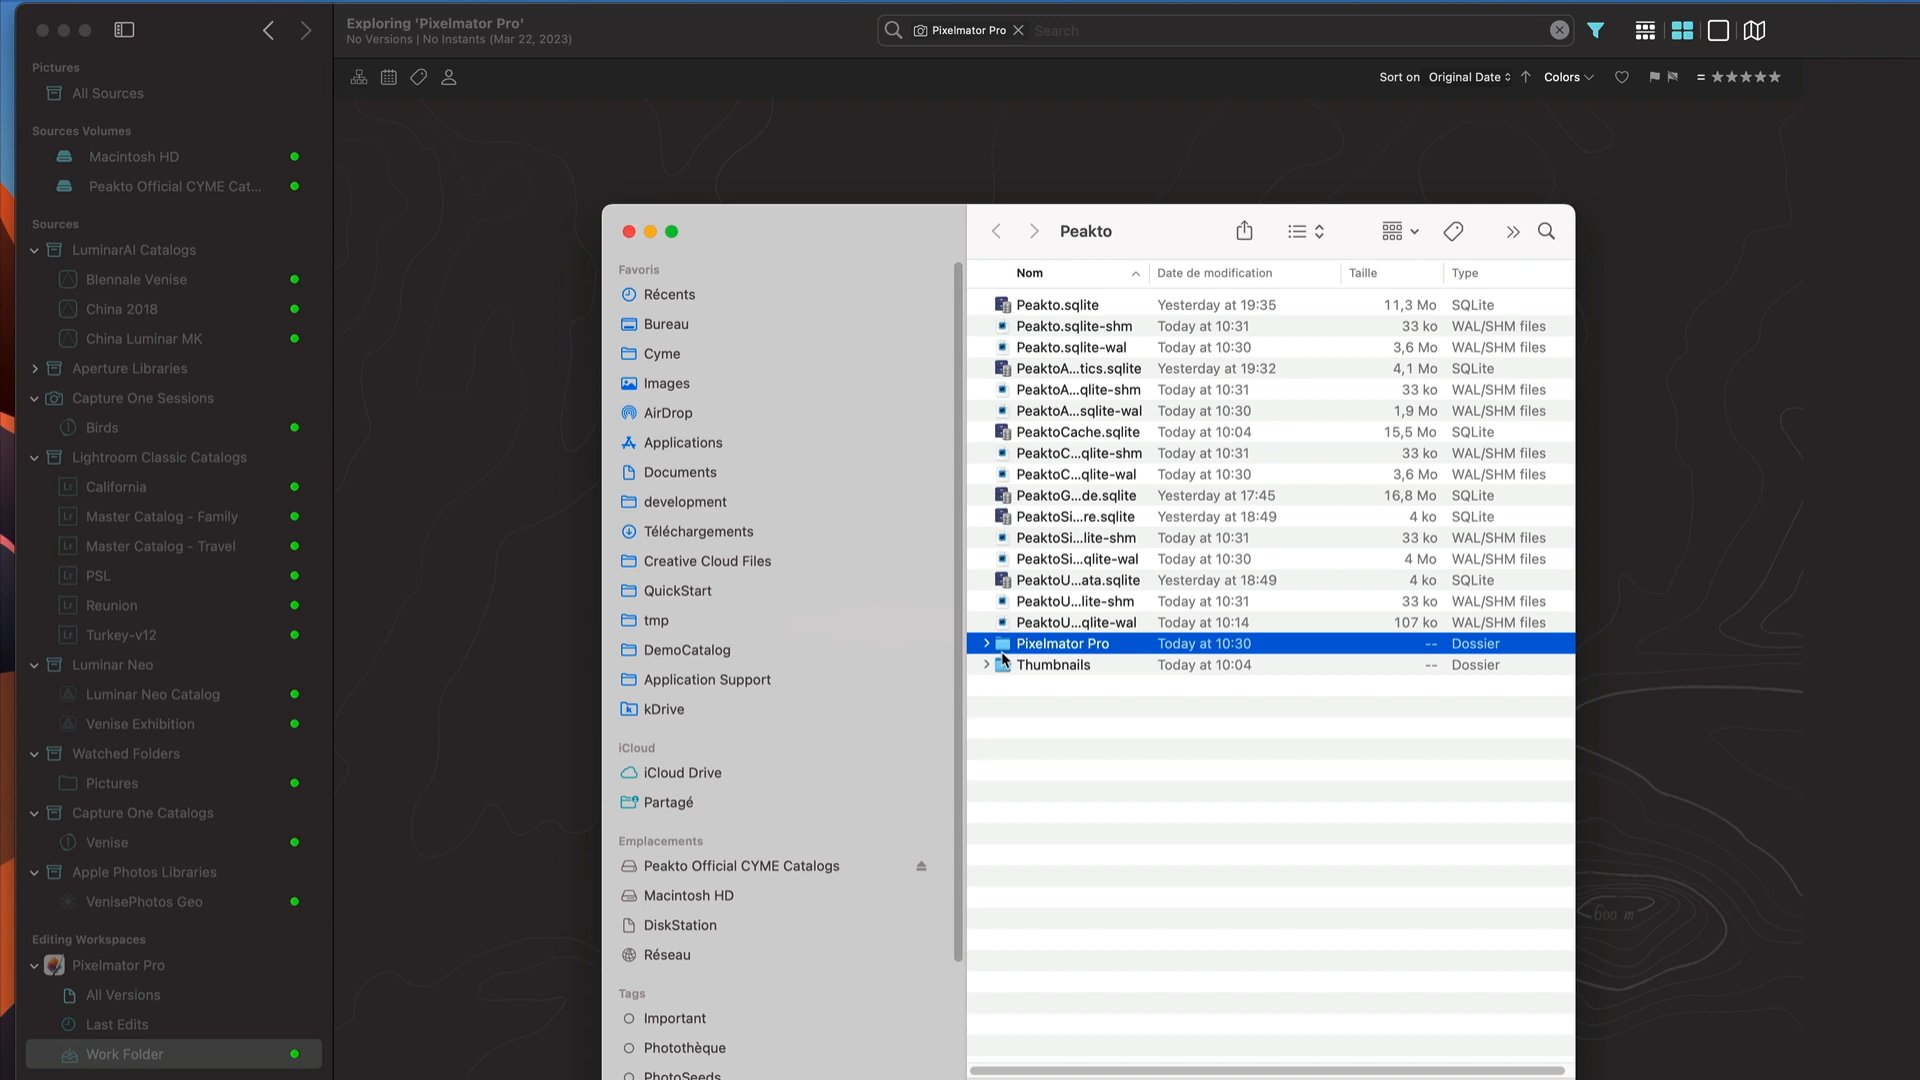 Exploring 'Pixelmator Pro'
No Versions | No Instants (Mar 22, 2023)
Pixelmator Pro
Search
Sort on Original Date
Colors
= ★★★★★
Pictures
All Sources
Sources Volumes
Macintosh HD
Peakto Official CYME Cat...
Sources
LuminarAI Catalogs
BIennale Venise
China 2018
China Luminar MK
Aperture Libraries
Capture One Sessions
Birds
Lightroom Classic Catalogs
Lr California
Lr Master Catalog - Family
Lr Master Catalog - Travel
Lr PSL
Lr Reunion
Lr Turkey-v12
Luminar Neo
Luminar Neo Catalog
Venise Exhibition
Watched Folders
Pictures
Capture One Catalogs
Venise
Apple Photos Libraries
VenisePhotos Geo
Editing Workspaces
Pixelmator Pro
All Versions
Last Edits
Work Folder
Favoris
Récents
Bureau
Cyme
Images
AirDrop
Applications
Documents
development
Téléchargements
Creative Cloud Files
QuickStart
tmp
DemoCatalog
Application Support
kDrive
iCloud
iCloud Drive
Partagé
Emplacements
Peakto Official CYME Catalogs
Macintosh HD
DiskStation
Réseau
Tags
Important
Photothèque
PhotoSeeds
Peakto
Nom Date de modification Taille Type
Peakto.sqlite Yesterday at 19:35 11,3 Mo SQLite
Peakto.sqlite-shm Today at 10:31 33 ko WAL/SHM files
Peakto.sqlite-wal Today at 10:30 3,6 Mo WAL/SHM files
PeaktoA...tics.sqlite Yesterday at 19:32 4,1 Mo SQLite
PeaktoA...qlite-shm Today at 10:31 33 ko WAL/SHM files
PeaktoA...sqlite-wal Today at 10:30 1,9 Mo WAL/SHM files
PeaktoCache.sqlite Today at 10:04 15,5 Mo SQLite
PeaktoC...qlite-shm Today at 10:31 33 ko WAL/SHM files
PeaktoC...qlite-wal Today at 10:30 3,6 Mo WAL/SHM files
PeaktoG...de.sqlite Yesterday at 17:45 16,8 Mo SQLite
PeaktoSi...re.sqlite Yesterday at 18:49 4 ko SQLite
PeaktoSi...lite-shm Today at 10:31 33 ko WAL/SHM files
PeaktoSi...qlite-wal Today at 10:30 4 Mo WAL/SHM files
PeaktoU...ata.sqlite Yesterday at 18:49 4 ko SQLite
PeaktoU...lite-shm Today at 10:31 33 ko WAL/SHM files
PeaktoU...qlite-wal Today at 10:14 107 ko WAL/SHM files
Pixelmator Pro Today at 10:30 -- Dossier
Thumbnails Today at 10:04 -- Dossier
600 m